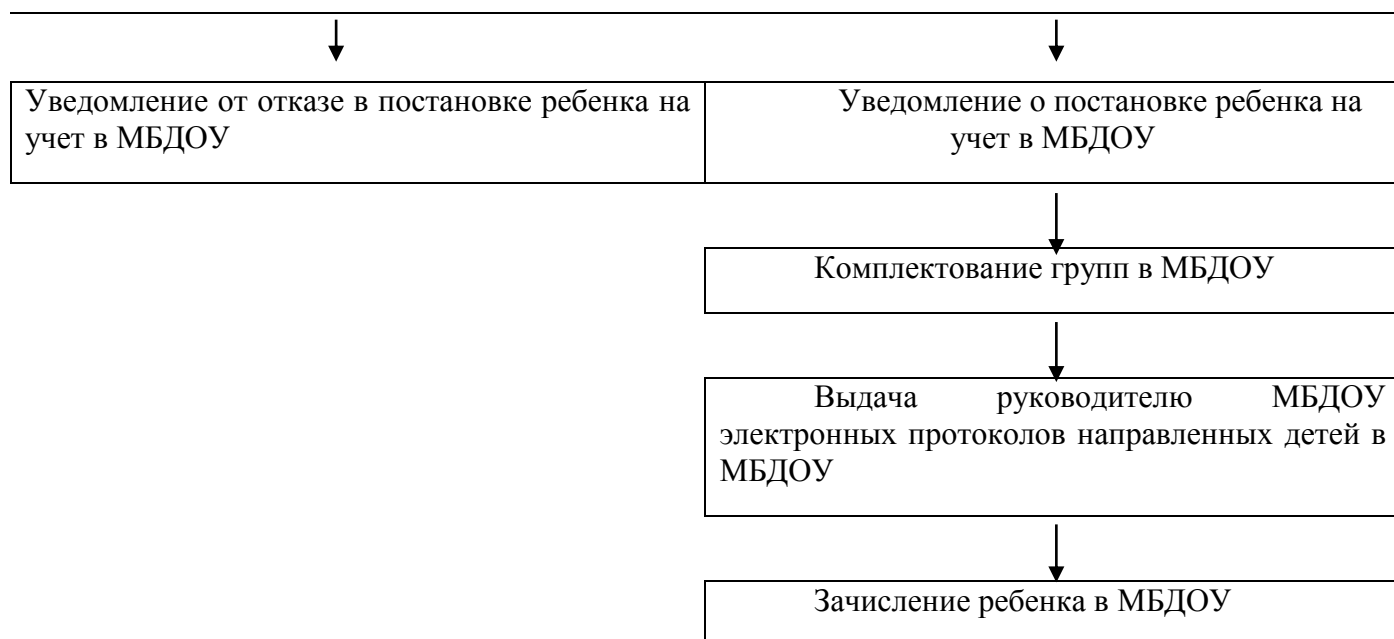 Уведомление от отказе в постановке ребенка на
учет в МБДОУ
Уведомление о постановке ребенка на
учет в МБДОУ
Комплектование групп в МБДОУ
Выдача руководителю МБДОУ
электронных протоколов направленных детей в
МБДОУ
Зачисление ребенка в МБДОУ